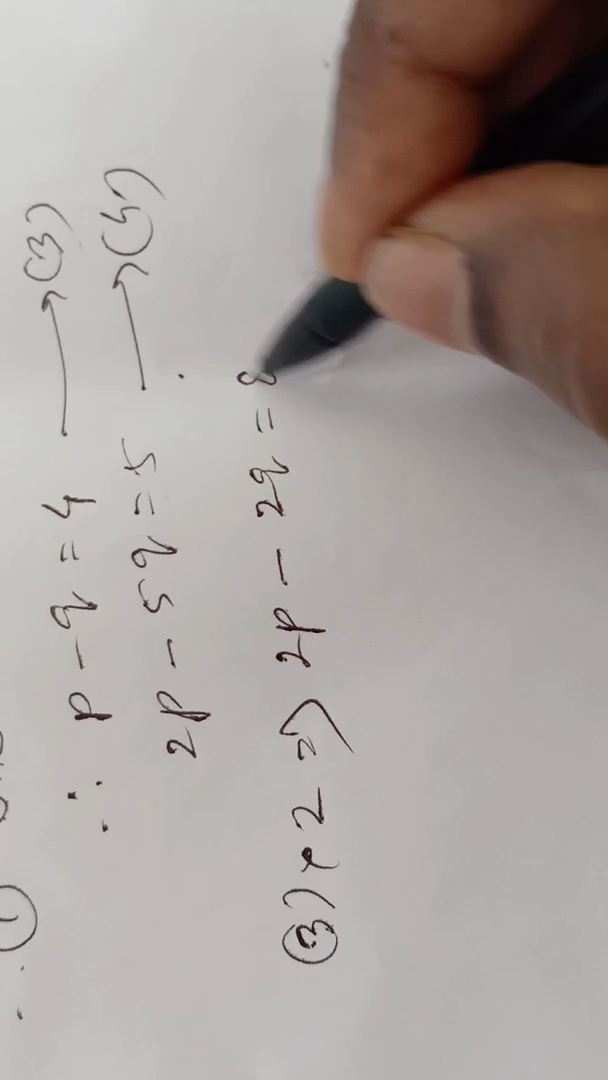 ∴ p - q = 4 → (3)
2p - 5q = 5 → (4)
(3) × 2 ⇒ 2p - 2q = 8